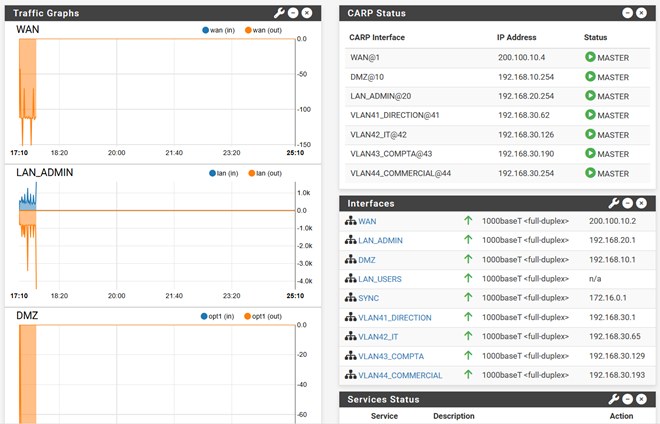 Traffic Graphs
WAN
wan (in) wan (out)
0.0
-50
-100
-150
17:10 18:20 20:00 21:40 23:20 25:10
LAN_ADMIN
lan (in) lan (out)
1.0k
0.0
-1.0k
-2.0k
-3.0k
-4.0k
17:10 18:20 20:00 21:40 23:20 25:10
DMZ
opt1 (in) opt1 (out)
0.0
-20
-40
-60
CARP Status
CARP Interface IP Address Status
WAN@1 200.100.10.4 MASTER
DMZ@10 192.168.10.254 MASTER
LAN_ADMIN@20 192.168.20.254 MASTER
VLAN41_DIRECTION@41 192.168.30.62 MASTER
VLAN42_IT@42 192.168.30.126 MASTER
VLAN43_COMPTA@43 192.168.30.190 MASTER
VLAN44_COMMERCIAL@44 192.168.30.254 MASTER
Interfaces
WAN 1000baseT <full-duplex> 200.100.10.2
LAN_ADMIN 1000baseT <full-duplex> 192.168.20.1
DMZ 1000baseT <full-duplex> 192.168.10.1
LAN_USERS 1000baseT <full-duplex> n/a
SYNC 1000baseT <full-duplex> 172.16.0.1
VLAN41_DIRECTION 1000baseT <full-duplex> 192.168.30.1
VLAN42_IT 1000baseT <full-duplex> 192.168.30.65
VLAN43_COMPTA 1000baseT <full-duplex> 192.168.30.129
VLAN44_COMMERCIAL 1000baseT <full-duplex> 192.168.30.193
Services Status
Service Description Action